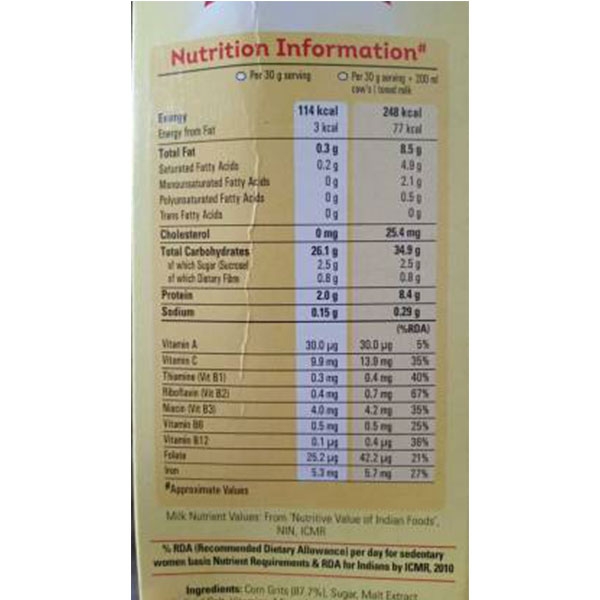 Nutrition Information#
Per 30 g serving Per 30 g serving + 200 ml
cow's / toned milk
Energy 114 kcal 248 kcal
Energy from Fat 3 kcal 77 kcal
Total Fat 0.3 g 8.5 g
Saturated Fatty Acids 0.2 g 4.9 g
Monounsaturated Fatty Acids 0 g 2.1 g
Polyunsaturated Fatty Acids 0 g 0.5 g
Trans Fatty Acids 0 g 0 g
Cholesterol 0 mg 25.4 mg
Total Carbohydrates 26.1 g 34.9 g
of which Sugar (Sucrose) 2.5 g 2.5 g
of which Dietary Fibre 0.8 g 0.8 g
Protein 2.0 g 8.4 g
Sodium 0.15 g 0.29 g
(%RDA)
Vitamin A 30.0 µg 30.0 µg 5%
Vitamin C 9.9 mg 13.9 mg 35%
Thiamine (Vit B1) 0.3 mg 0.4 mg 40%
Riboflavin (Vit B2) 0.4 mg 0.7 mg 67%
Niacin (Vit B3) 4.0 mg 4.2 mg 35%
Vitamin B6 0.5 mg 0.5 mg 25%
Vitamin B12 0.1 µg 0.4 µg 36%
Folate 25.2 µg 42.2 µg 21%
Iron 5.3 mg 5.7 mg 27%
#Approximate Values
Milk Nutrient Values: From 'Nutritive Value of Indian Foods',
NIN, ICMR
% RDA (Recommended Dietary Allowance) per day for sedentary
women basis Nutrient Requirements & RDA for Indians by ICMR, 2010
Ingredients: Corn Grits (87.7%), Sugar, Malt Extract